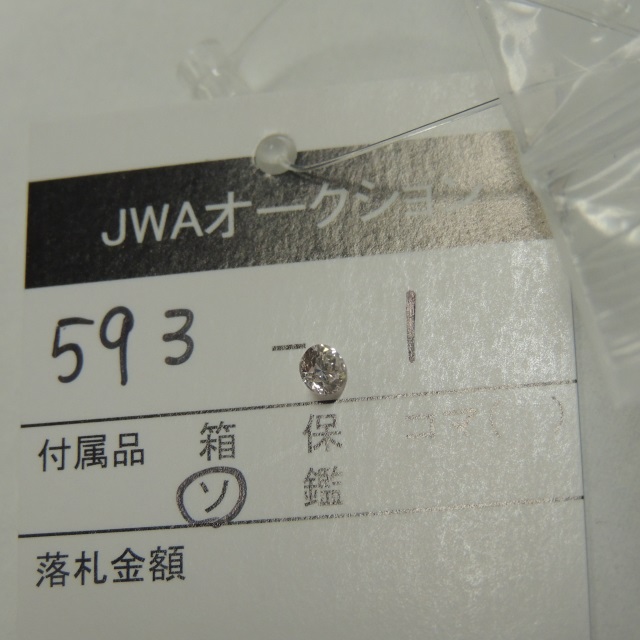 JWAオークション
593 - 1
付属品 箱 保
ソ 鑑
落札金額